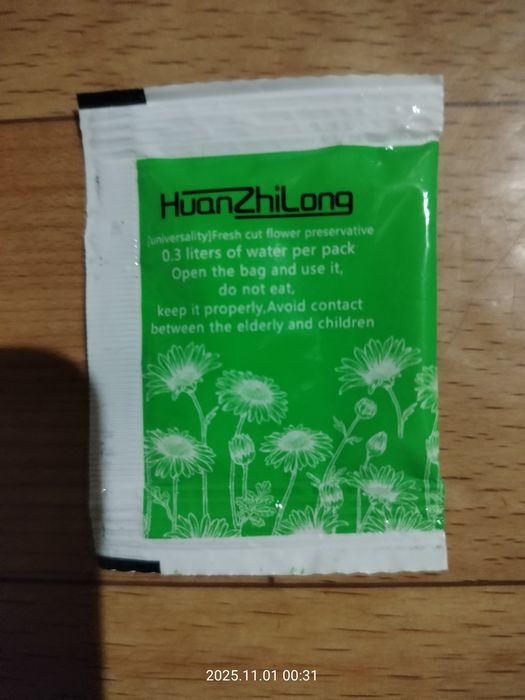 HuanZhiLong
[universality]Fresh cut flower preservative
0.3 liters of water per pack
Open the bag and use it,
do not eat,
keep it properly,Avoid contact
between the elderly and children
2025.11.01 00:31